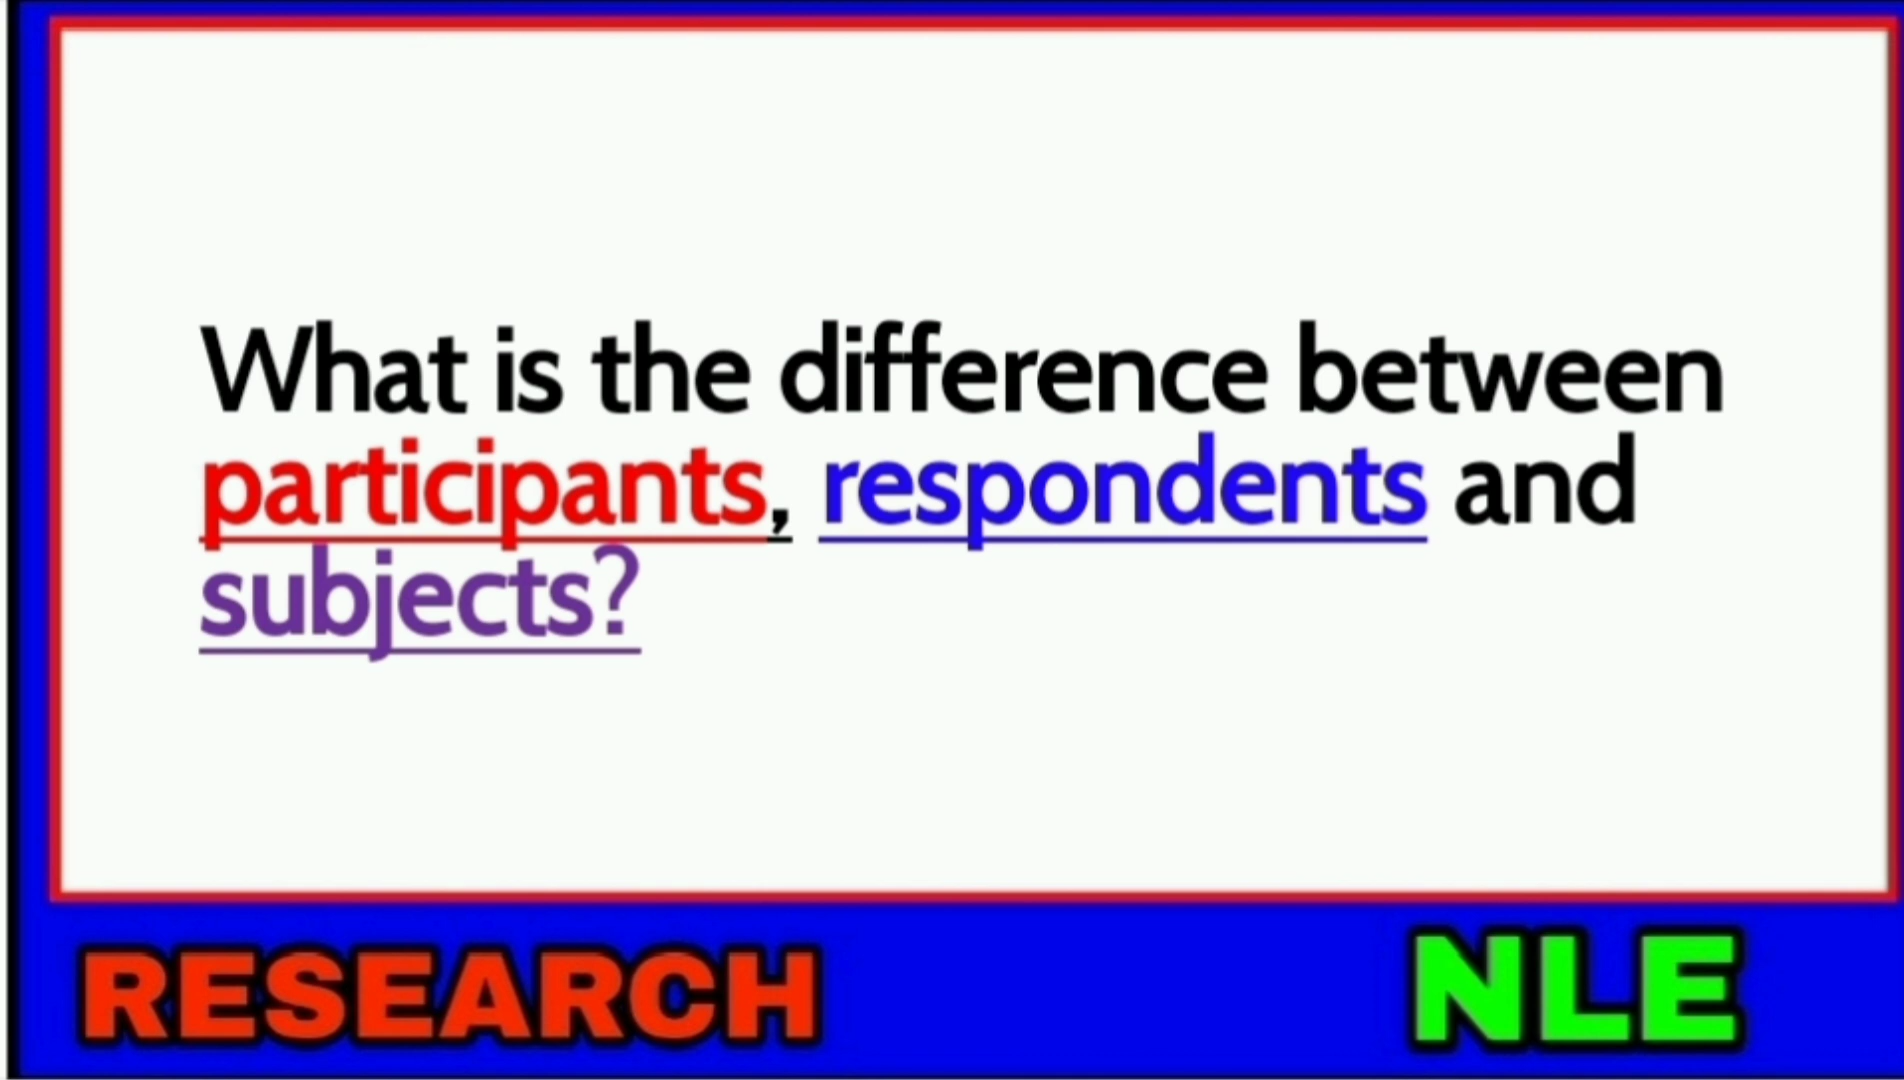 What is the difference between
participants, respondents and
subjects?
RESEARCH
NLE